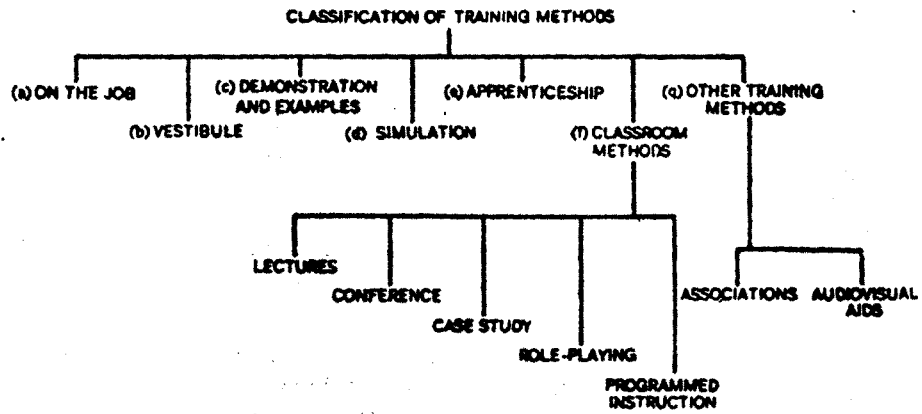 CLASSIFICATION OF TRAINING METHODS
(a) ON THE JOB
(b) VESTIBULE
(c) DEMONSTRATION
AND EXAMPLES
(d) SIMULATION
(e) APPRENTICESHIP
(f) CLASSROOM
METHODS
(q) OTHER TRAINING
METHODS
LECTURES
CONFERENCE
CASE STUDY
ROLE-PLAYING
PROGRAMMED
INSTRUCTION
ASSOCIATIONS
AUDIOVISUAL
AIDS